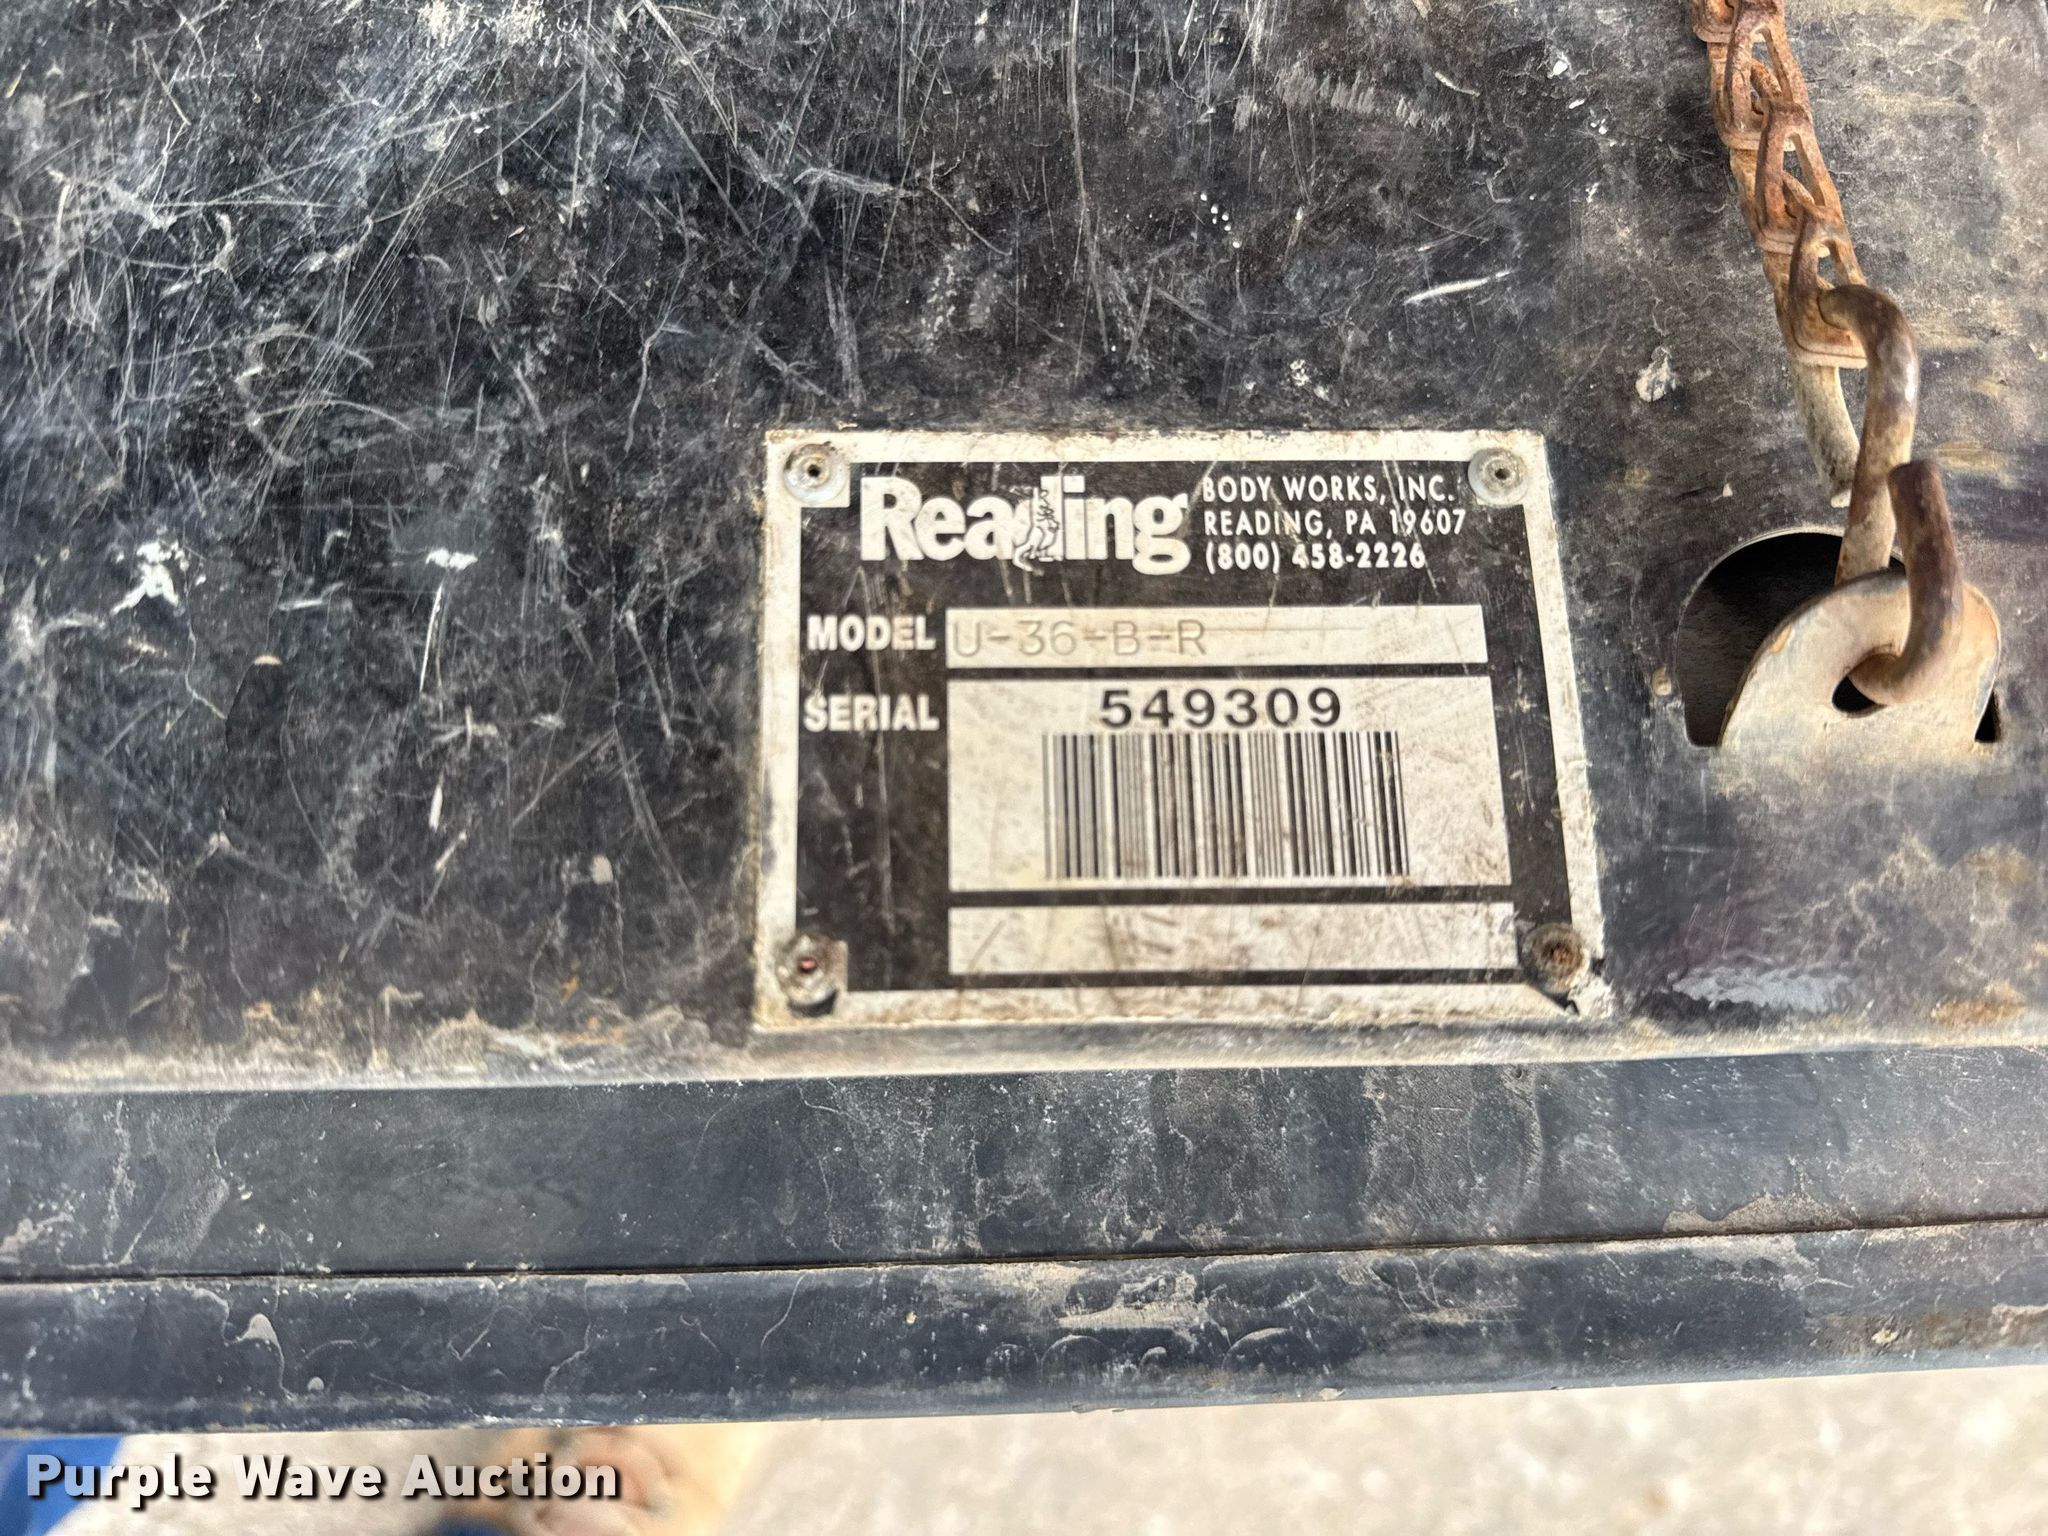 Reading
BODY WORKS, INC.
READING, PA 19607
(800) 458-2226
MODEL U-36-B-R
SERIAL 549309
Purple Wave Auction